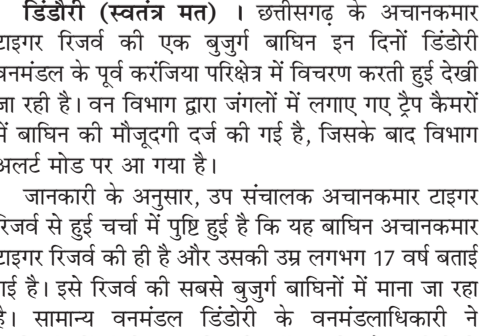 डिंडौरी (स्वतंत्र मत) । छत्तीसगढ़ के अचानकमार
टाइगर रिजर्व की एक बुजुर्ग बाघिन इन दिनों डिंडोरी
वनमंडल के पूर्व करंजिया परिक्षेत्र में विचरण करती हुई देखी
जा रही है। वन विभाग द्वारा जंगलों में लगाए गए ट्रैप कैमरों
में बाघिन की मौजूदगी दर्ज की गई है, जिसके बाद विभाग
अलर्ट मोड पर आ गया है।
जानकारी के अनुसार, उप संचालक अचानकमार टाइगर
रिजर्व से हुई चर्चा में पुष्टि हुई है कि यह बाघिन अचानकमार
टाइगर रिजर्व की ही है और उसकी उम्र लगभग 17 वर्ष बताई
गई है। इसे रिजर्व की सबसे बुजुर्ग बाघिनों में माना जा रहा
है। सामान्य वनमंडल डिंडोरी के वनमंडलाधिकारी ने